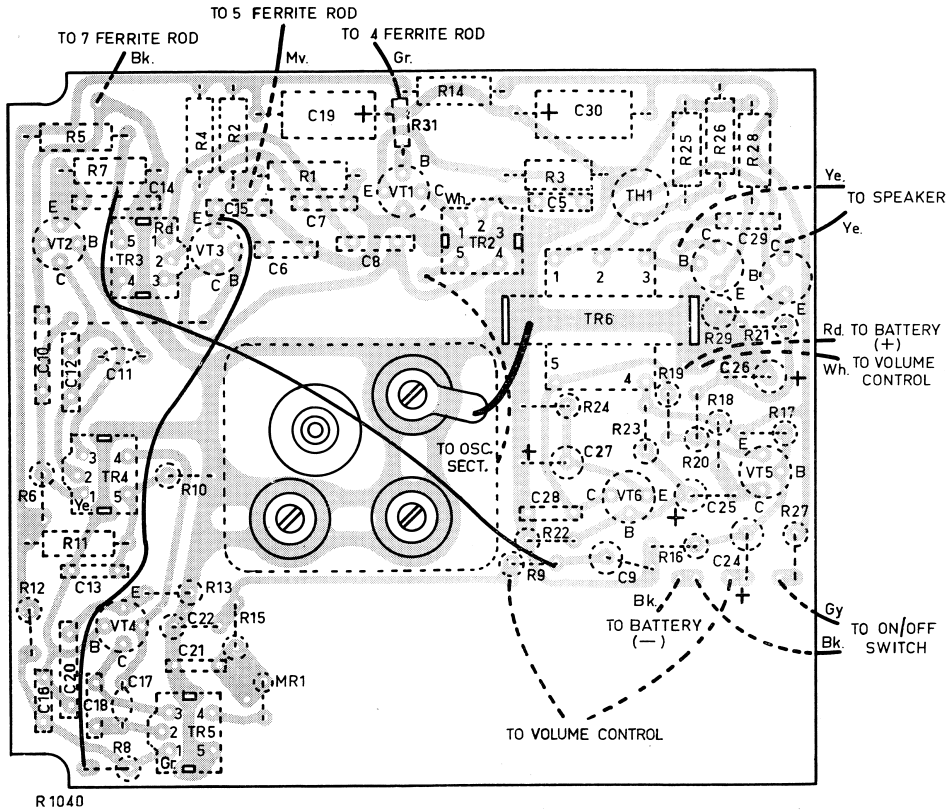 TO 5 FERRITE ROD
TO 7 FERRITE ROD
TO 4 FERRITE ROD
Bk.
Mv.
Gr.
R14
C19
+
R31
+
C30
R5
R4
R2
R25
R26
R28
R7
C14
R1
B
E
VT1
C
R3
TH1
Ye.
TO SPEAKER
Ye.
E
VT2
B
C
Rd
5
1
TR3
2
4
3
C15
E
VT3
C
B
C7
C6
C8
Wh.
1
2
3
TR2
5
4
C5
C29
C
B
E
C
B
E
1
2
3
TR6
5
4
R29
R21
Rd. TO BATTERY
(+)
Wh. TO VOLUME
CONTROL
C10
C12
C11
R19
C26
+
R24
R18
R17
TO OSC.
SECT.
+
C27
R23
R20
E
VT5
B
C
3
4
2
TR4
1
5
Ye.
R6
R10
C28
C
VT6
E
B
C25
+
R27
R11
R22
R9
C9
R16
C24
+
C13
R12
R13
E
VT4
B
C
C22
R15
C21
Bk.
TO BATTERY
(—)
Gy
TO ON/OFF
SWITCH
Bk.
C16
C20
C18
C17
MR1
3
4
2
TR5
1
5
Gr.
R8
TO VOLUME CONTROL
R1040